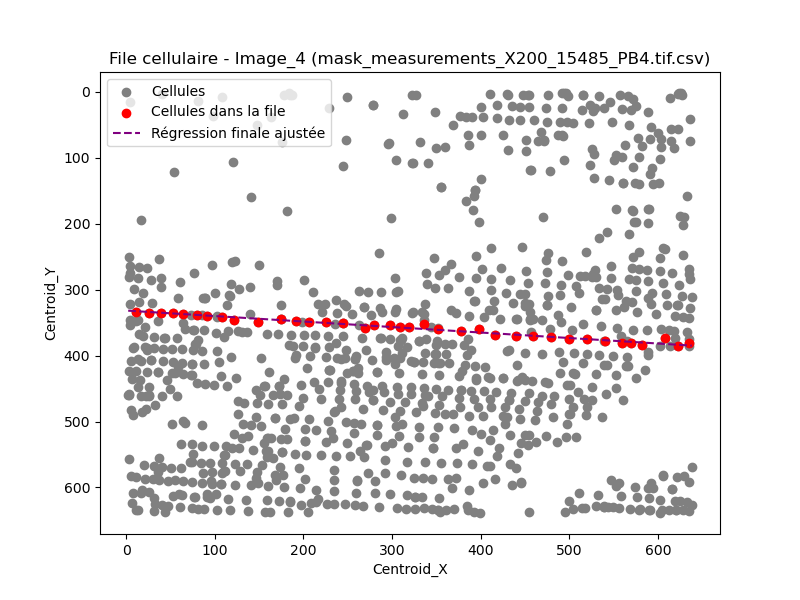 File cellulaire - Image_4 (mask_measurements_X200_15485_PB4.tif.csv)
Cellules
Cellules dans la file
Régression finale ajustée
0
100
200
300
400
500
600
Centroid_Y
0 100 200 300 400 500 600
Centroid_X